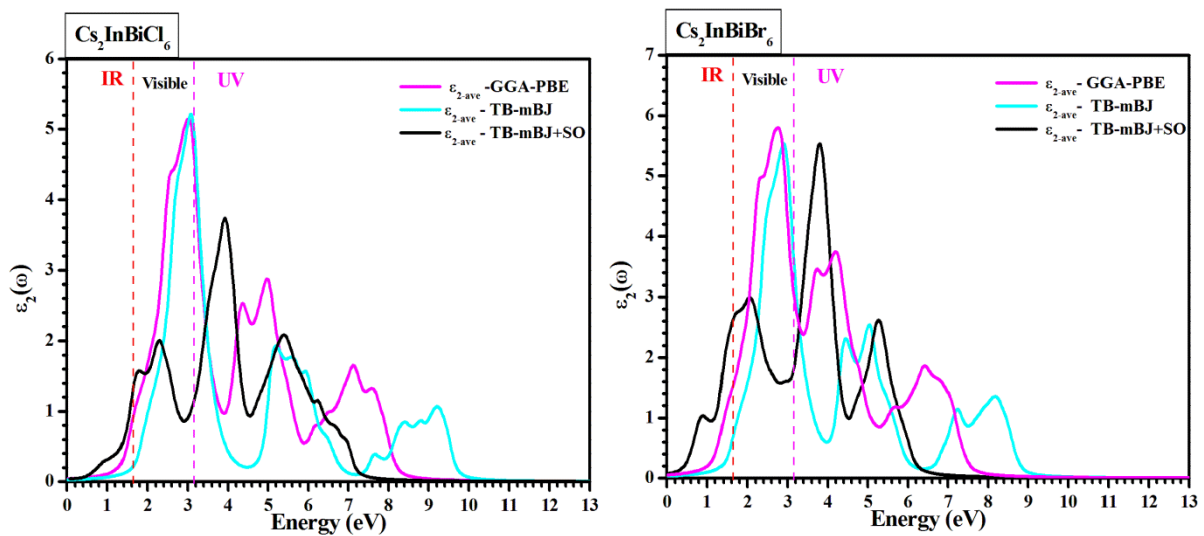 Cs₂InBiCl₆
IR Visible UV
ε₂₋ₐᵥₑ -GGA-PBE
ε₂₋ₐᵥₑ - TB-mBJ
ε₂₋ₐᵥₑ - TB-mBJ+SO
6
5
4
3
2
1
0
ε₂(ω)
0 1 2 3 4 5 6 7 8 9 10 11 12 13
Energy (eV)
Cs₂InBiBr₆
IR Visible UV
ε₂₋ₐᵥₑ - GGA-PBE
ε₂₋ₐᵥₑ- TB-mBJ
ε₂₋ₐᵥₑ- TB-mBJ+SO
7
6
5
4
3
2
1
0
ε₂(ω)
0 1 2 3 4 5 6 7 8 9 10 11 12 13
Energy (eV)